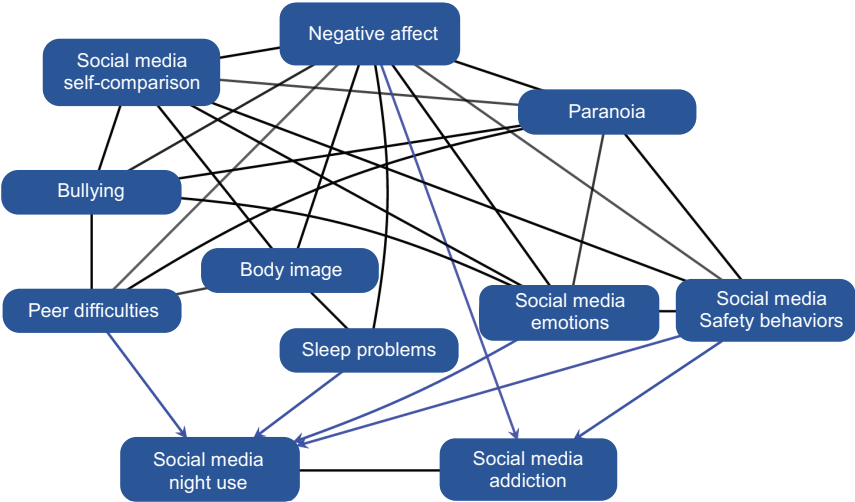 Negative affect
Social media
self-comparison
Paranoia
Bullying
Body image
Peer difficulties
Social media
emotions
Social media
Safety behaviors
Sleep problems
Social media
night use
Social media
addiction